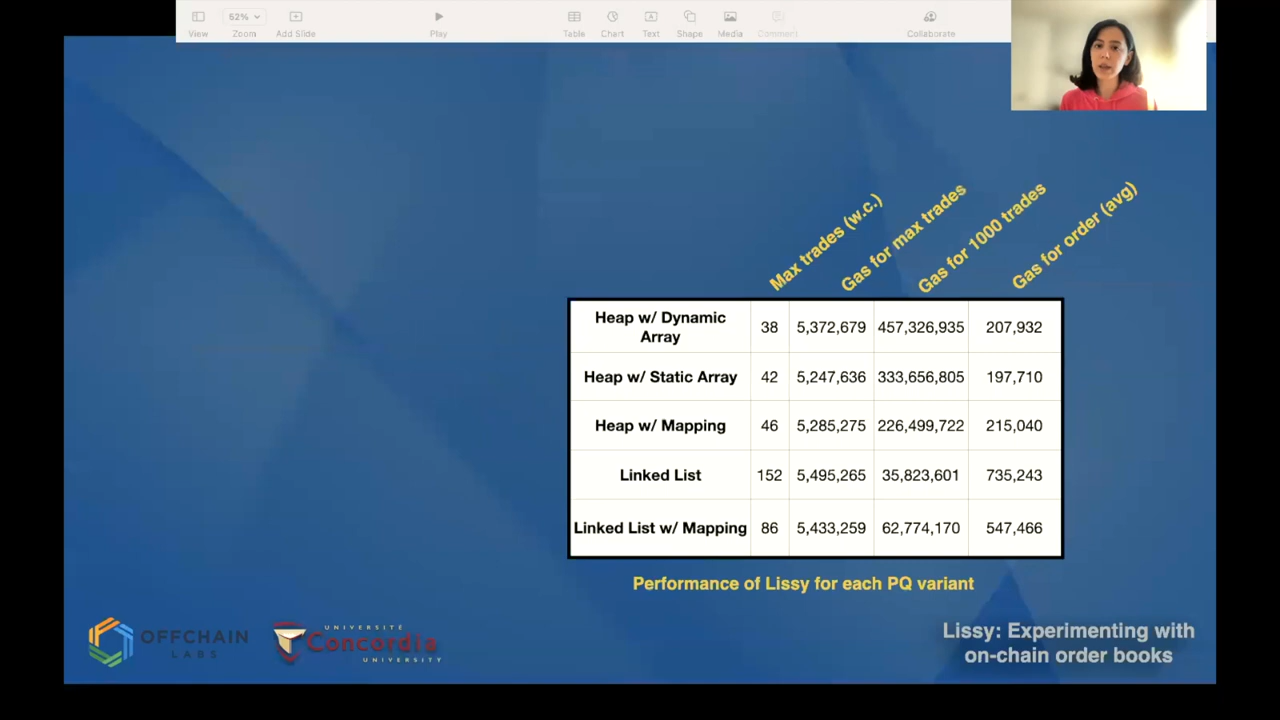 52%
View
Zoom
Add Slide
Play
Table
Chart
Text
Shape
Media
Comment
Collaborate
Max trades (w.c.)
Gas for max trades
Gas for 1000 trades
Gas for order (avg)
Heap w/ Dynamic
Array
38 5,372,679 457,326,935 207,932
Heap w/ Static Array 42 5,247,636 333,656,805 197,710
Heap w/ Mapping 46 5,285,275 226,499,722 215,040
Linked List 152 5,495,265 35,823,601 735,243
Linked List w/ Mapping 86 5,433,259 62,774,170 547,466
Performance of Lissy for each PQ variant
OFFCHAIN
LABS
UNIVERSITÉ
Concordia
UNIVERSITY
Lissy: Experimenting with
on-chain order books